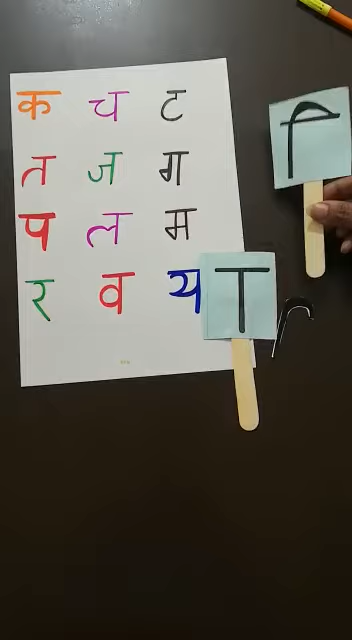 क च ट
त ज ग
प ल म
र व य
ि
ा